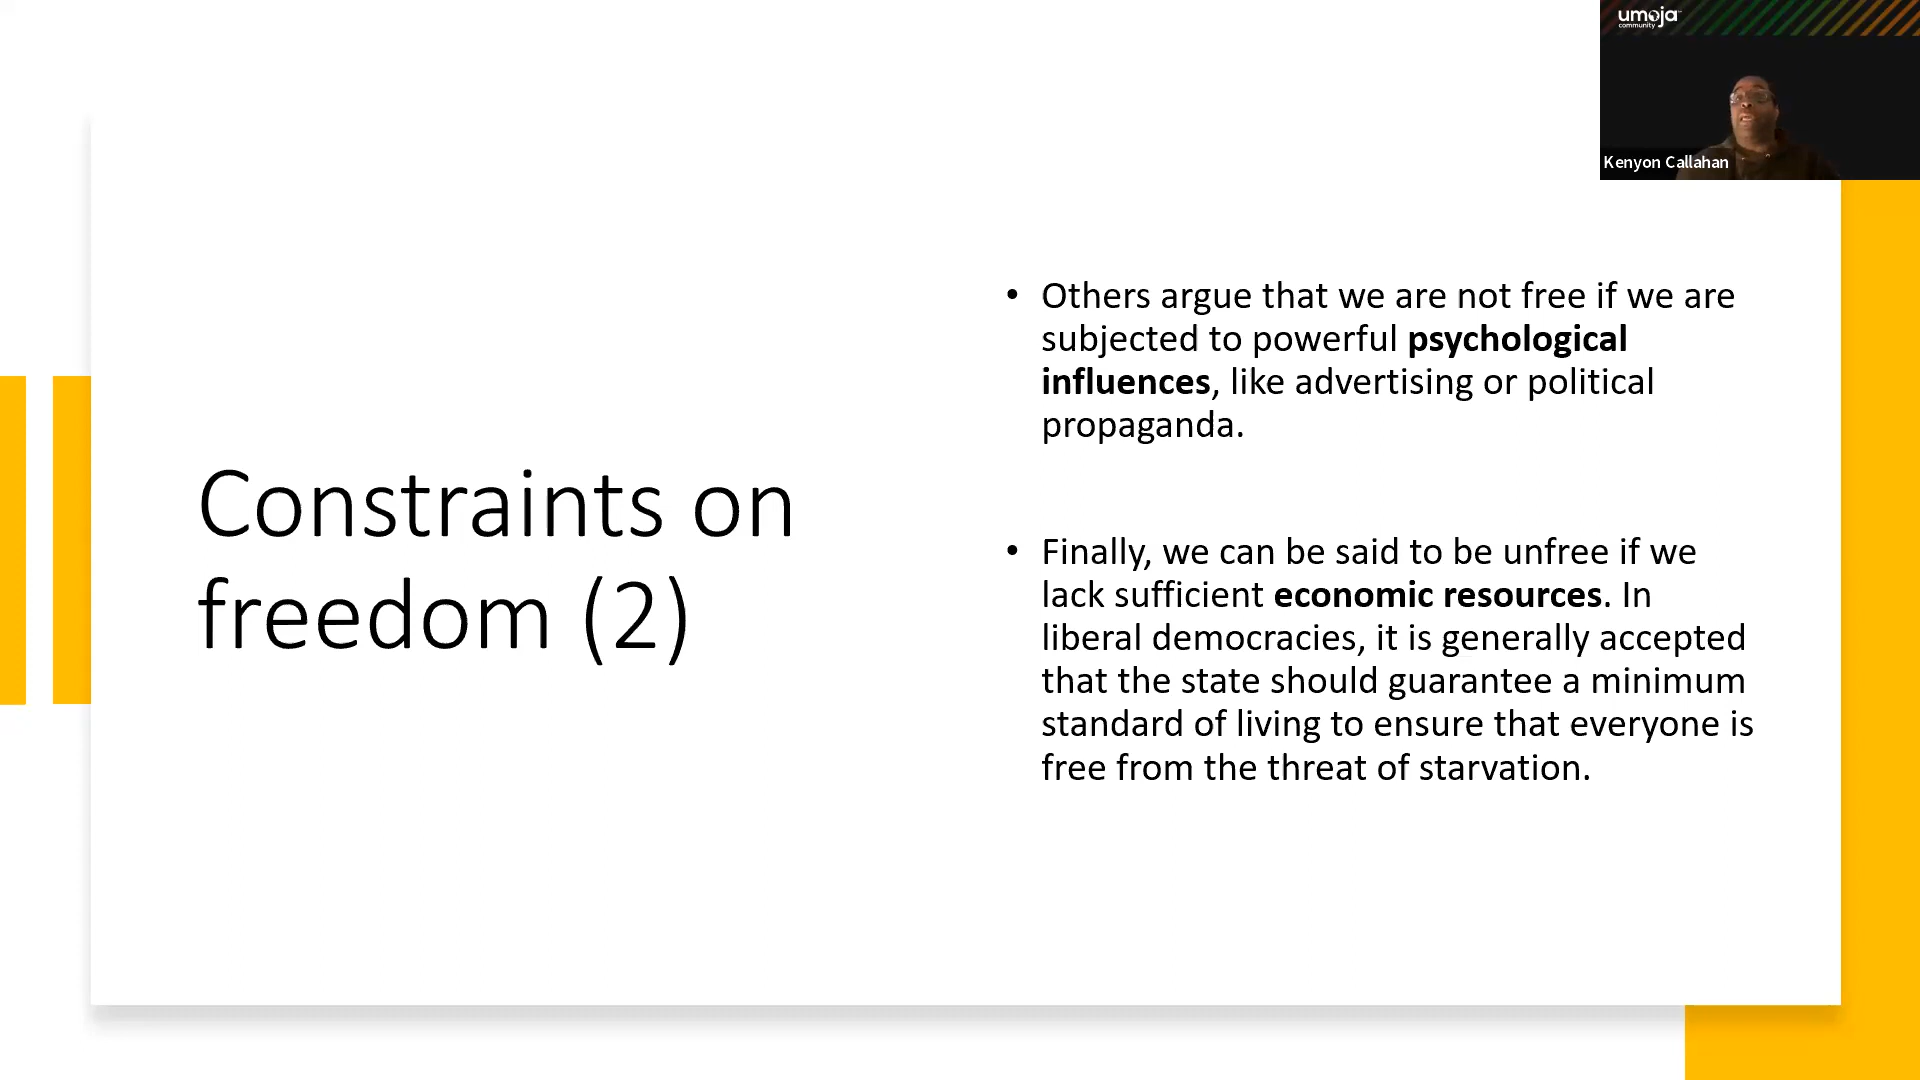 umoja
community
Kenyon Callahan
Constraints on
freedom (2)
• Others argue that we are not free if we are
subjected to powerful psychological
influences, like advertising or political
propaganda.
• Finally, we can be said to be unfree if we
lack sufficient economic resources. In
liberal democracies, it is generally accepted
that the state should guarantee a minimum
standard of living to ensure that everyone is
free from the threat of starvation.